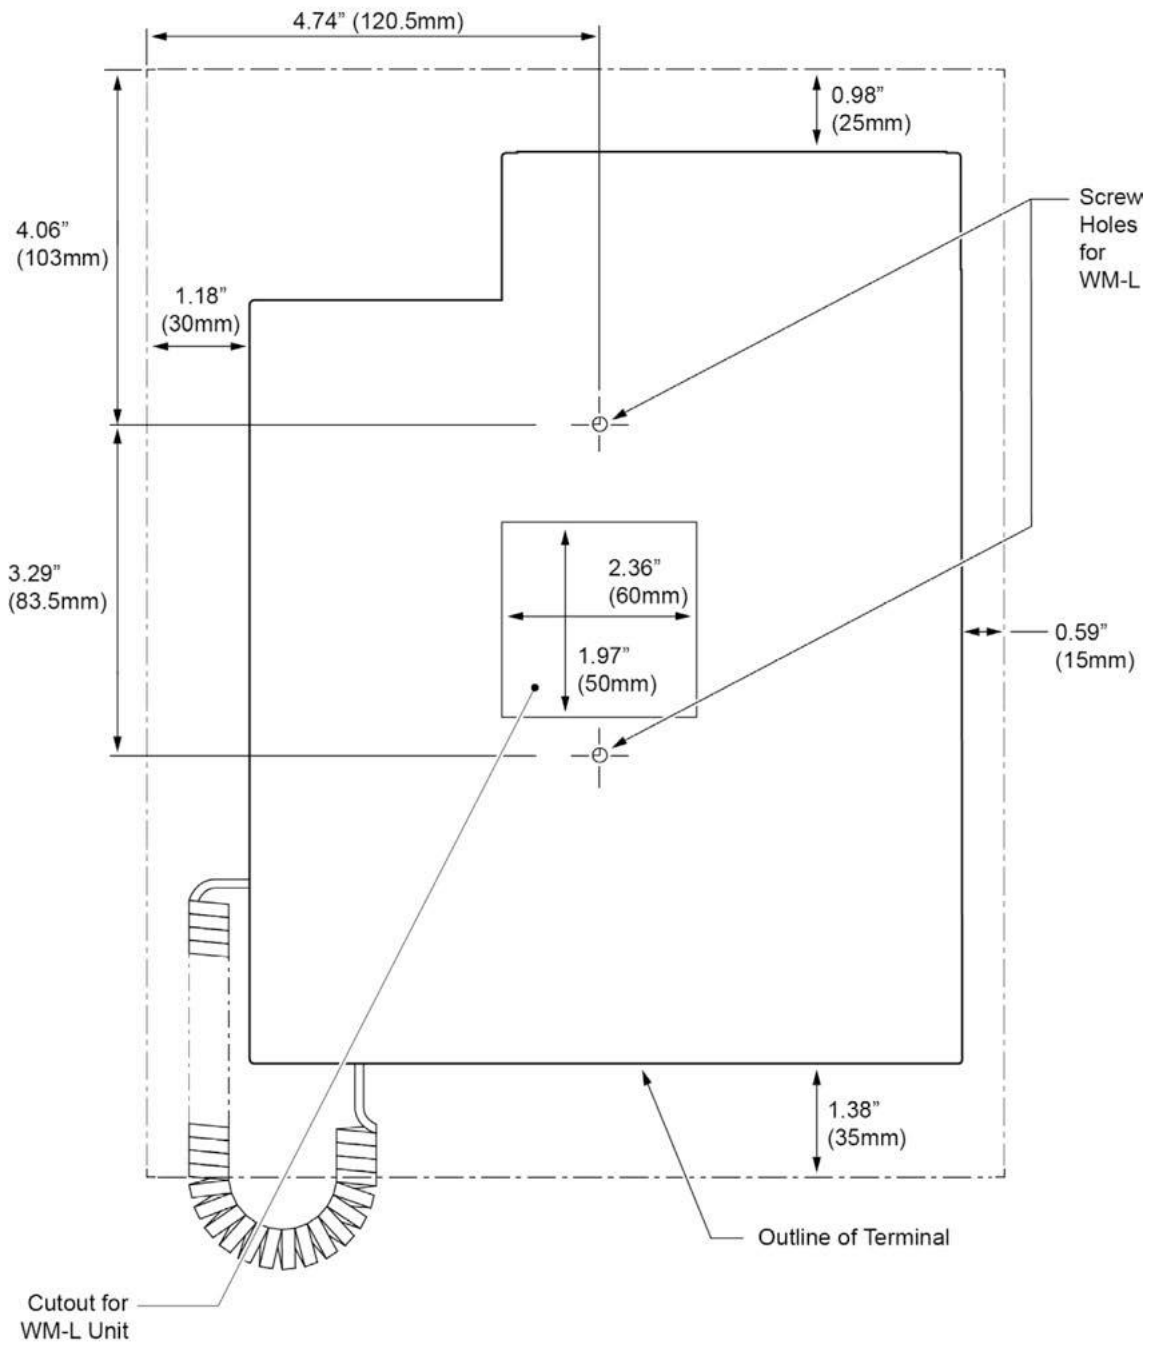 4.74” (120.5mm)
0.98”
(25mm)
Screw
Holes
for
WM-L
4.06”
(103mm)
1.18”
(30mm)
3.29”
(83.5mm)
2.36”
(60mm)
1.97”
(50mm)
0.59”
(15mm)
1.38”
(35mm)
Outline of Terminal
Cutout for
WM-L Unit